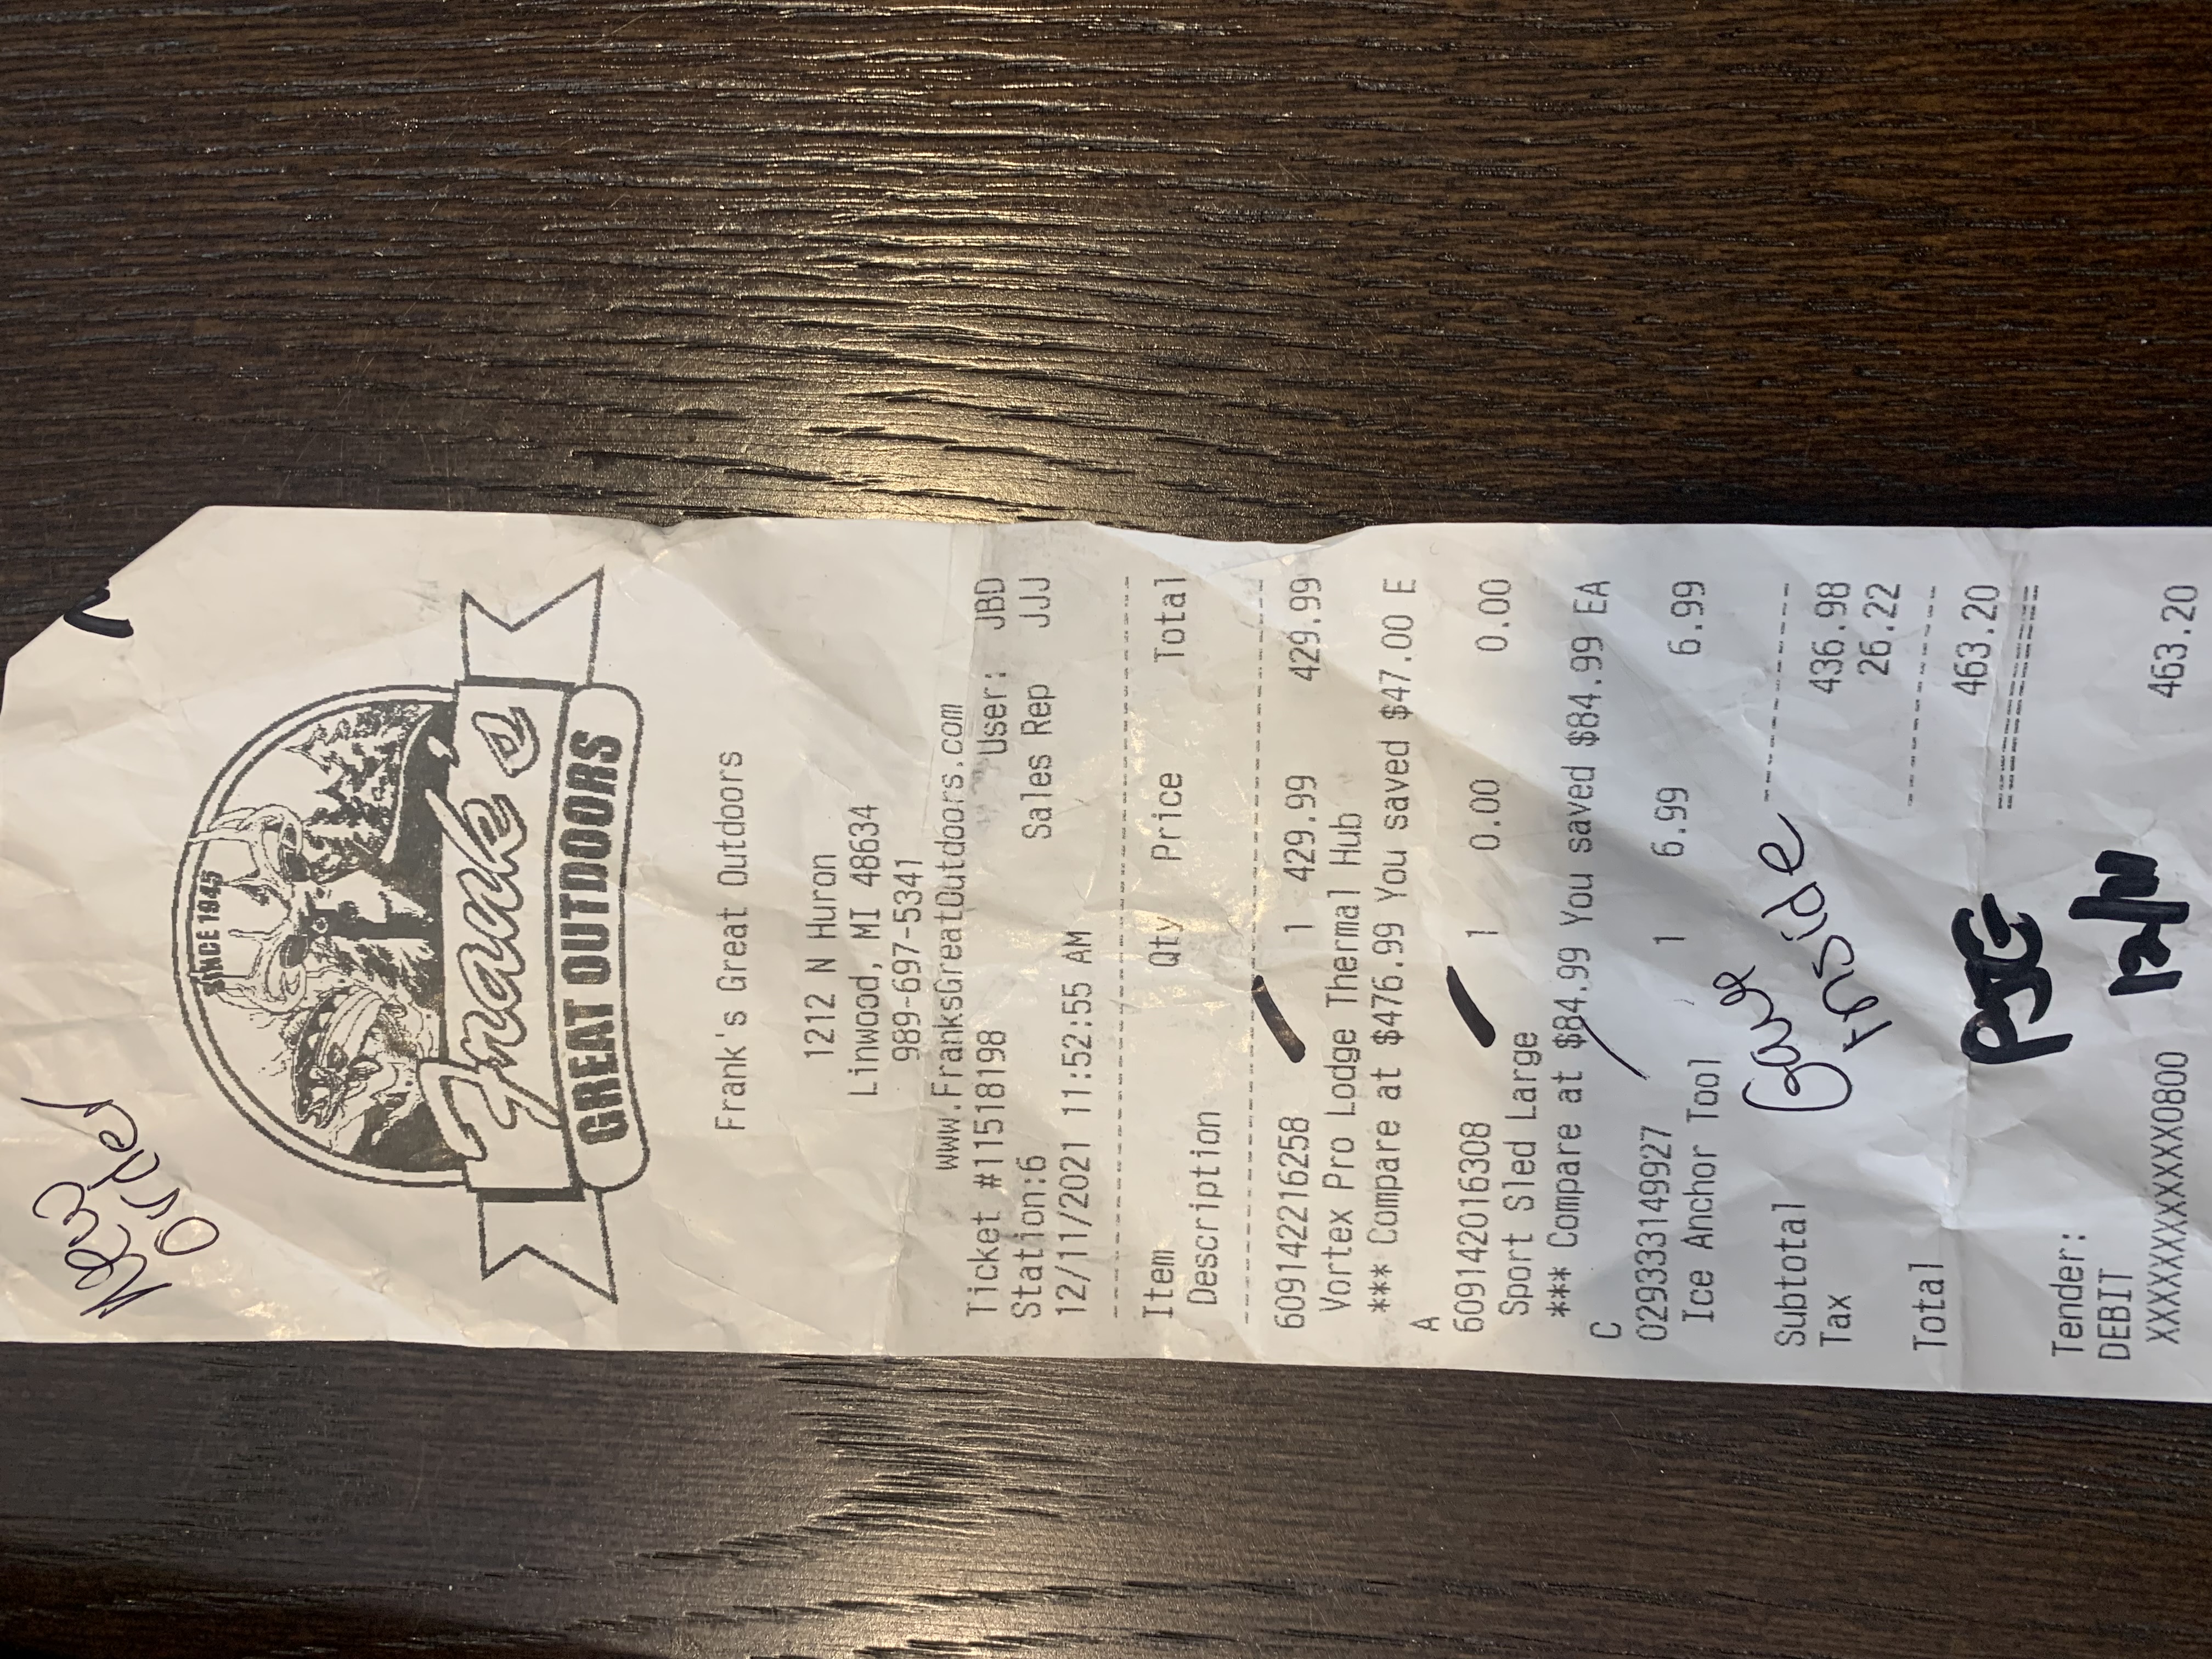 New
Order
SINCE 1945
Frank's
GREAT OUTDOORS
Frank's Great Outdoors
1212 N Huron
Linwood, MI 48634
989-697-5341
www.FranksGreatOutdoors.com
Ticket #11518198 User: JBD
Station:6 Sales Rep JJJ
12/11/2021 11:52:55 AM
Item Qty Price Total
Description
609142216258 1 429.99 429.99
Vortex Pro Lodge Thermal Hub
*** Compare at $476.99 You saved $47.00 E
A
609142016308 1 0.00 0.00
Sport Sled Large
*** Compare at $84.99 You saved $84.99 EA
C
029333149927 1 6.99 6.99
Ice Anchor Tool
Gave
Inside
Subtotal 436.98
Tax 26.22
Total 463.20
12/11
Tender:
DEBIT
XXXXXXXXXXXX0800 463.20